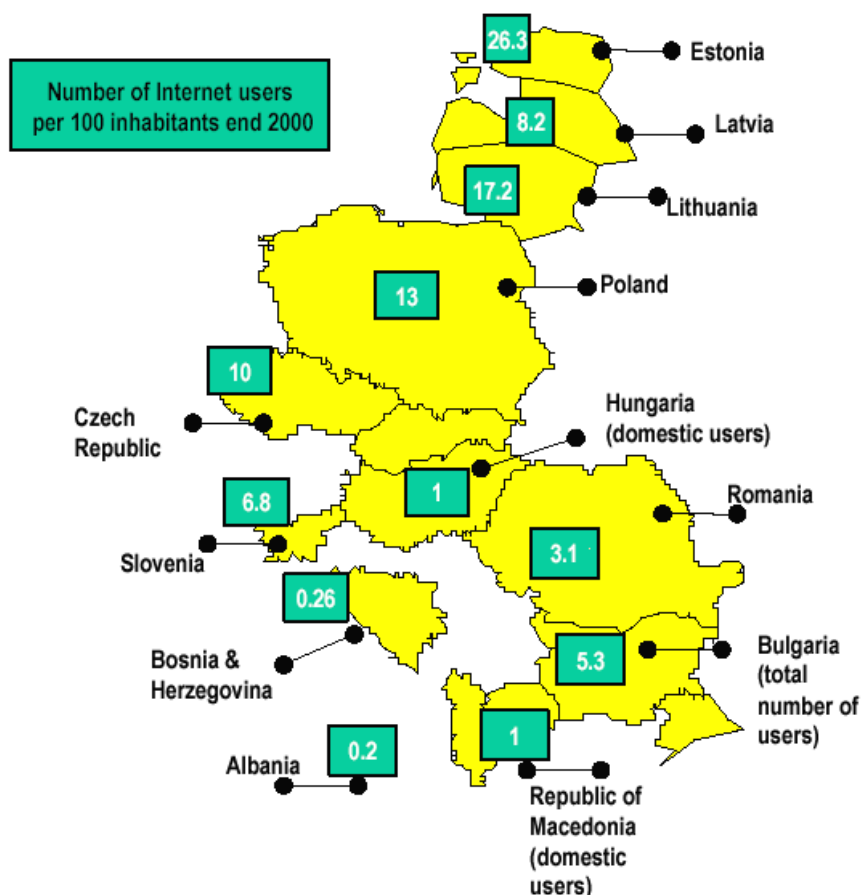 26.3
Estonia
Number of Internet users
per 100 inhabitants end 2000
8.2
Latvia
17.2
Lithuania
13
Poland
10
Czech
Republic
Hungaria
(domestic users)
1
6.8
Slovenia
Romania
3.1
0.26
Bosnia &
Herzegovina
5.3
Bulgaria
(total
number of
users)
0.2
Albania
1
Republic of
Macedonia
(domestic
users)